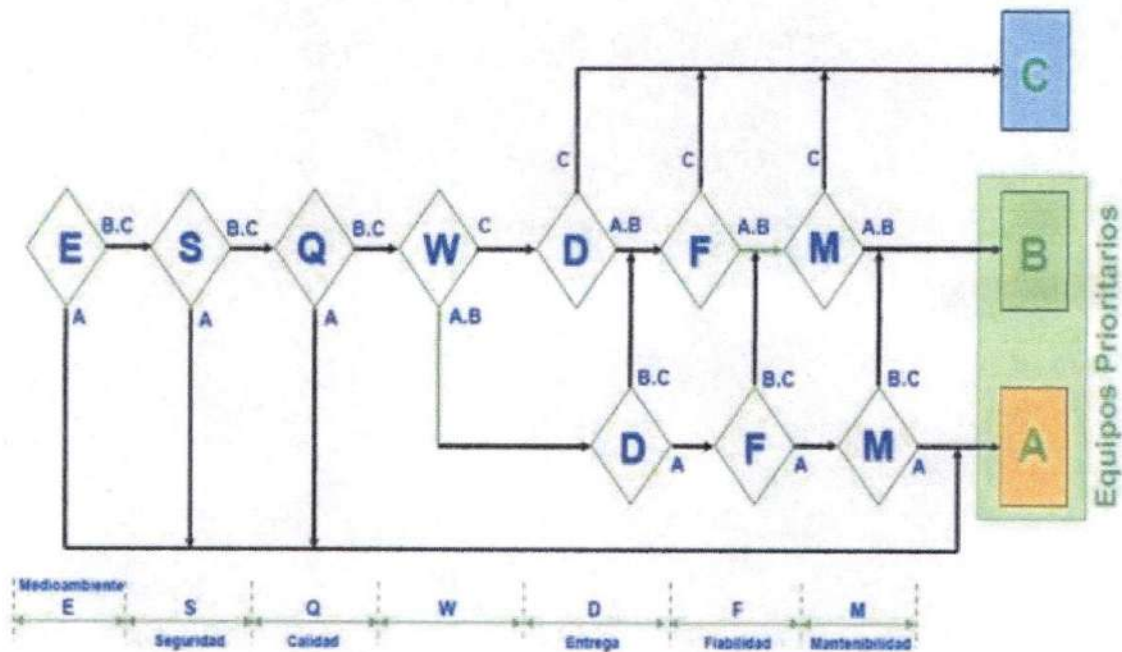 C
C
C
C
B.C
B.C
B.C
C
A.B
A.B
A.B
E
S
Q
W
D
F
M
B
A
A
A
A.B
B.C
B.C
B.C
D
F
M
A
A
A
A
Equipos Prioritarios
Medioambiente
E
S
Q
W
D
F
M
Seguridad
Calidad
Entrega
Fiabilidad
Mantenibilidad